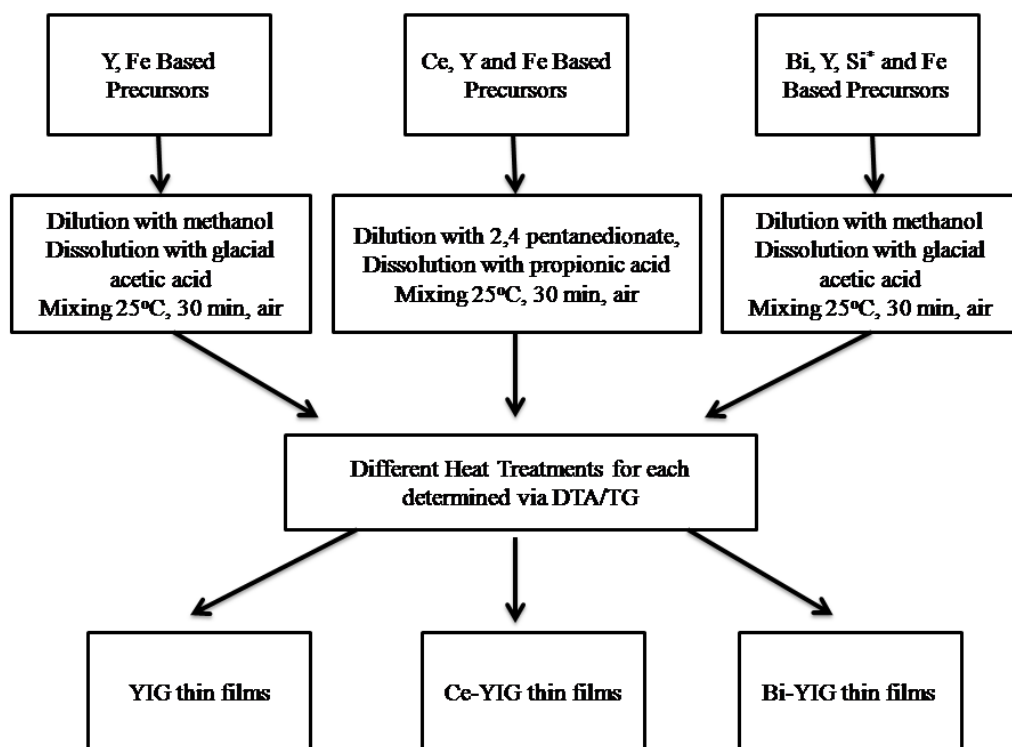 Y, Fe Based
Precursors
Ce, Y and Fe Based
Precursors
Bi, Y, Si* and Fe
Based Precursors
Dilution with methanol
Dissolution with glacial
acetic acid
Mixing 25°C, 30 min, air
Dilution with 2,4 pentanedionate,
Dissolution with propionic acid
Mixing 25°C, 30 min, air
Dilution with methanol
Dissolution with glacial
acetic acid
Mixing 25°C, 30 min, air
Different Heat Treatments for each
determined via DTA/TG
YIG thin films
Ce-YIG thin films
Bi-YIG thin films